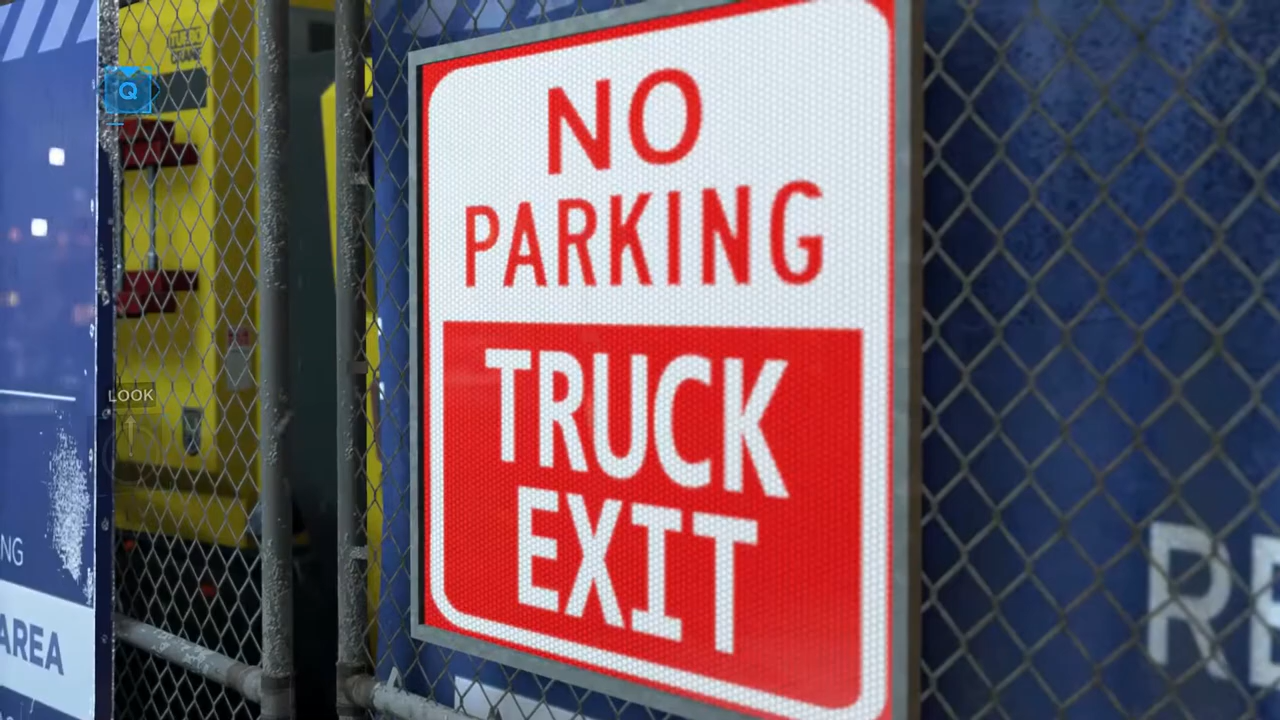 NO
PARKING
TRUCK
EXIT
Q
LOOK
NG
AREA
RE